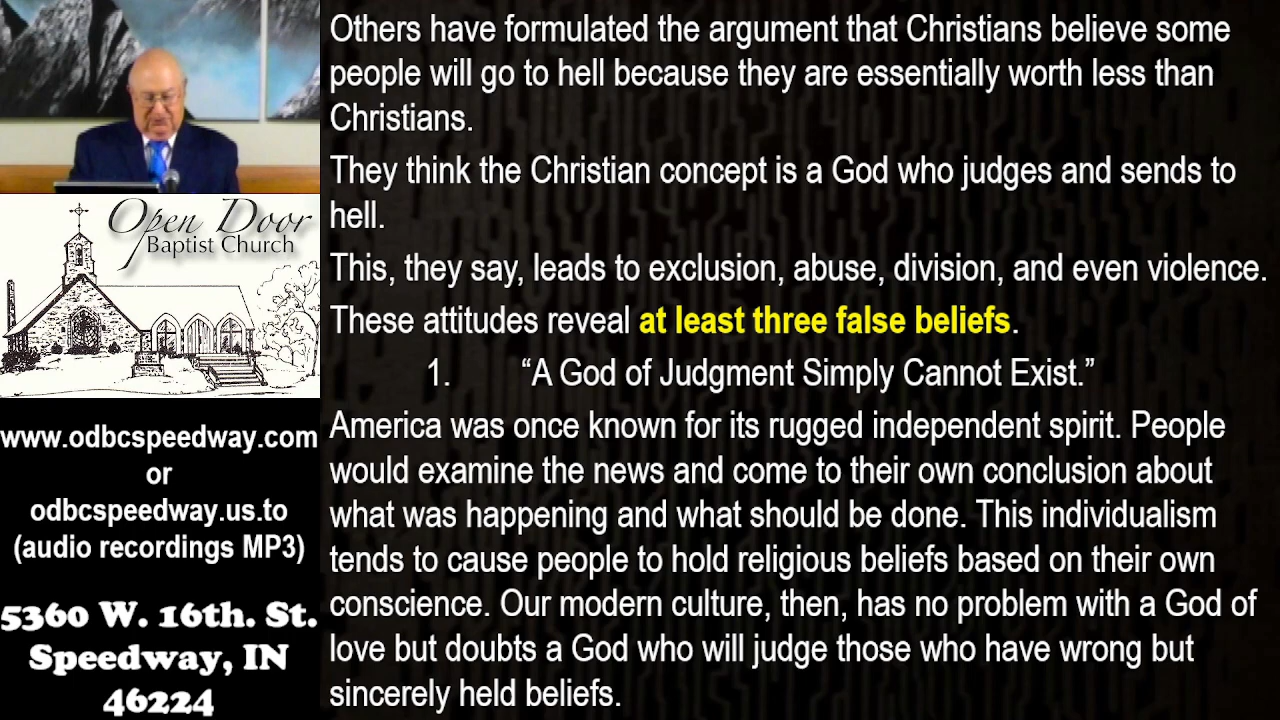 Others have formulated the argument that Christians believe some
people will go to hell because they are essentially worth less than
Christians.
They think the Christian concept is a God who judges and sends to
hell.
This, they say, leads to exclusion, abuse, division, and even violence.
These attitudes reveal at least three false beliefs.
1. “A God of Judgment Simply Cannot Exist.”
America was once known for its rugged independent spirit. People
would examine the news and come to their own conclusion about
what was happening and what should be done. This individualism
tends to cause people to hold religious beliefs based on their own
conscience. Our modern culture, then, has no problem with a God of
love but doubts a God who will judge those who have wrong but
sincerely held beliefs.
Open Door
Baptist Church
www.odbcspeedway.com
or
odbcspeedway.us.to
(audio recordings MP3)
5360 W. 16th. St.
Speedway, IN
46224